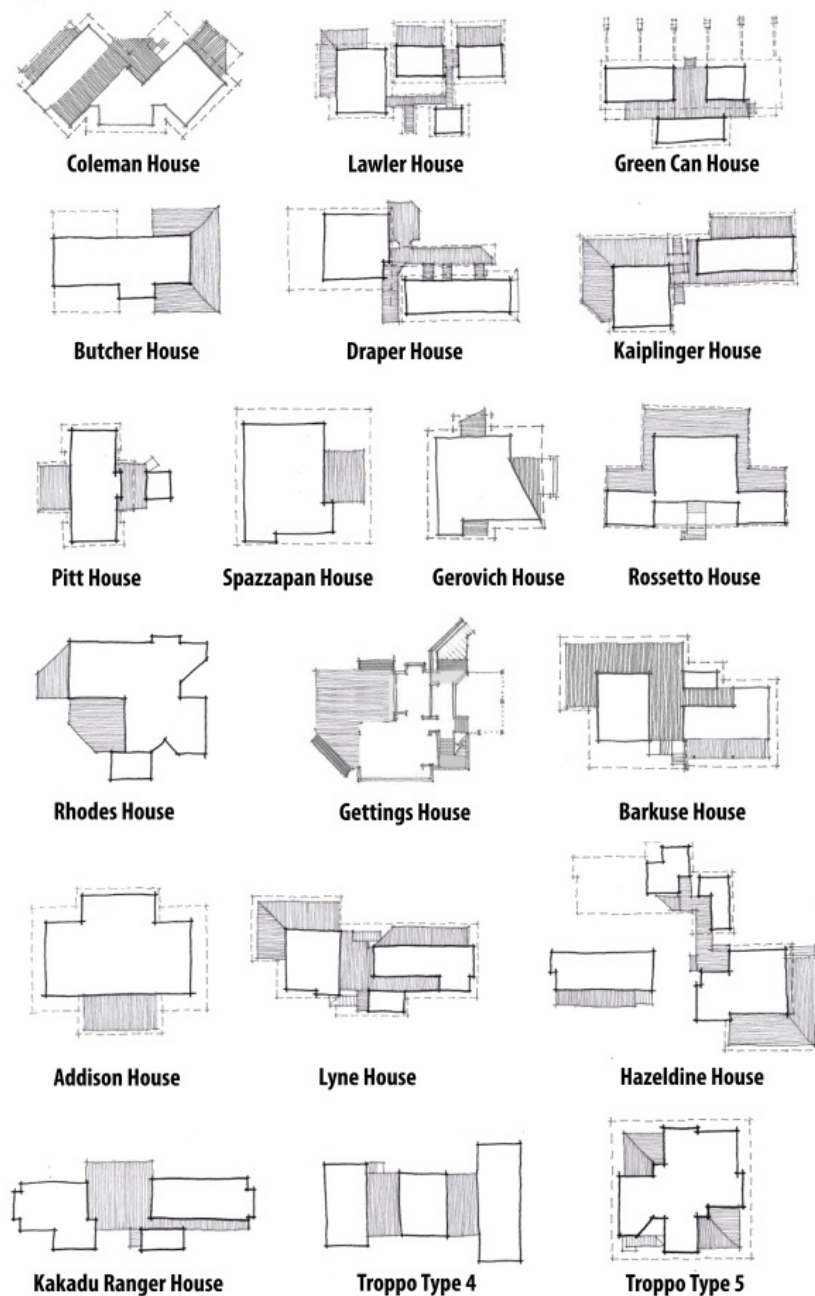 Coleman House
Lawler House
Green Can House
Butcher House
Draper House
Kaiplinger House
Pitt House
Spazzapan House
Gerovich House
Rossetto House
Rhodes House
Gettings House
Barkuse House
Addison House
Lyne House
Hazeldine House
Kakadu Ranger House
Troppo Type 4
Troppo Type 5